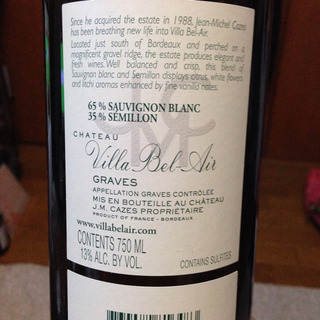 Since he acquired the estate in 1988, Jean-Michel Cazes
has been breathing new life into Villa Bel-Air.
Located just south of Bordeaux and perched on a
magnificent gravel ridge, the estate produces elegant and
fresh wines. Well balanced and crisp, this blend of
Sauvignon blanc and Semillon displays citrus, white flowers
and litchi aromas enhanced by fine vanilla notes.
65 % SAUVIGNON BLANC
35 % SÉMILLON
CHATEAU
Villa Bel-Air
GRAVES
APPELLATION GRAVES CONTRÔLÉE
MIS EN BOUTEILLE AU CHÂTEAU
J.M. CAZES PROPRIÉTAIRE
PRODUCT OF FRANCE - BORDEAUX
www.villabelair.com
CONTENTS 750 ML
13% ALC. BY VOL.
CONTAINS SULFITES